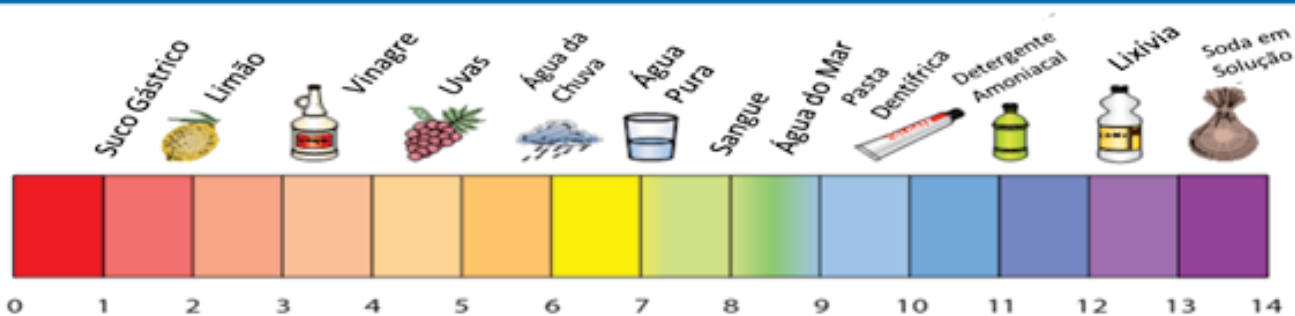 Suco Gástrico
Limão
Vinagre
Uvas
Água da
Chuva
Água
Pura
Sangue
Água do Mar
Pasta
Dentífrica
Detergente
Amoniacal
Lixívia
Soda em
Solução
0 1 2 3 4 5 6 7 8 9 10 11 12 13 14